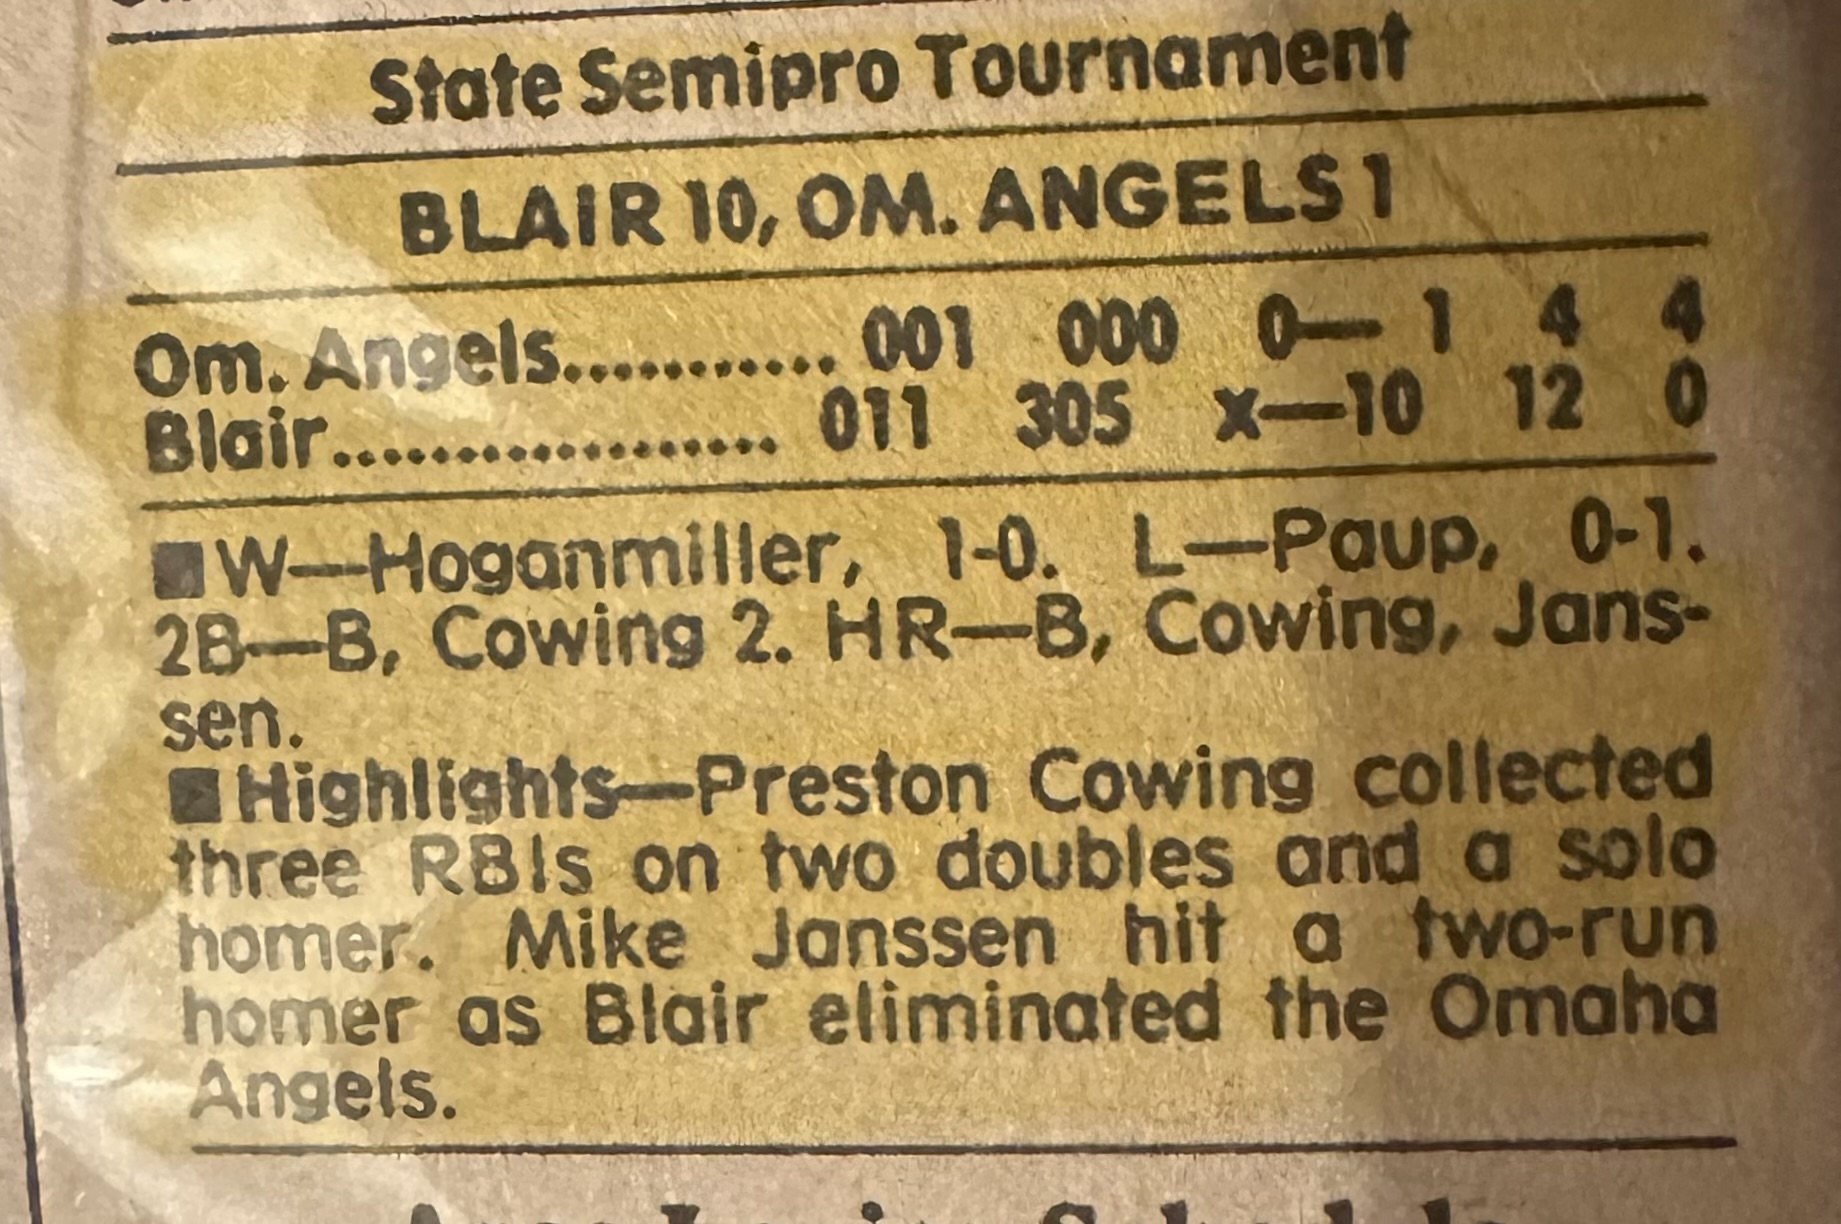 State Semipro Tournament
BLAIR 10, OM. ANGELS 1
Om. Angels........... 001 000 0— 1 4 4
Blair.................. 011 305 x—10 12 0
■W—Hoganmiller, 1-0. L—Paup, 0-1.
2B—B, Cowing 2. HR—B, Cowing, Jans-
sen.
■Highlights—Preston Cowing collected
three RBIs on two doubles and a solo
homer. Mike Janssen hit a two-run
homer as Blair eliminated the Omaha
Angels.